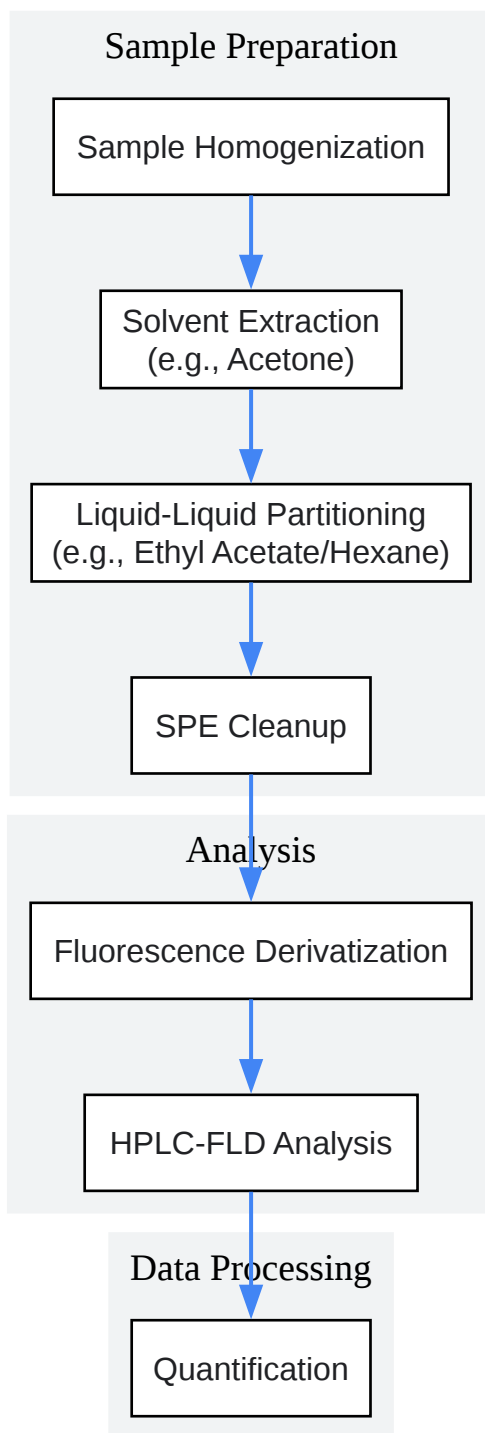 Sample Preparation
Sample Homogenization
Solvent Extraction
(e.g., Acetone)
Liquid-Liquid Partitioning
(e.g., Ethyl Acetate/Hexane)
SPE Cleanup
Analysis
Fluorescence Derivatization
HPLC-FLD Analysis
Data Processing
Quantification